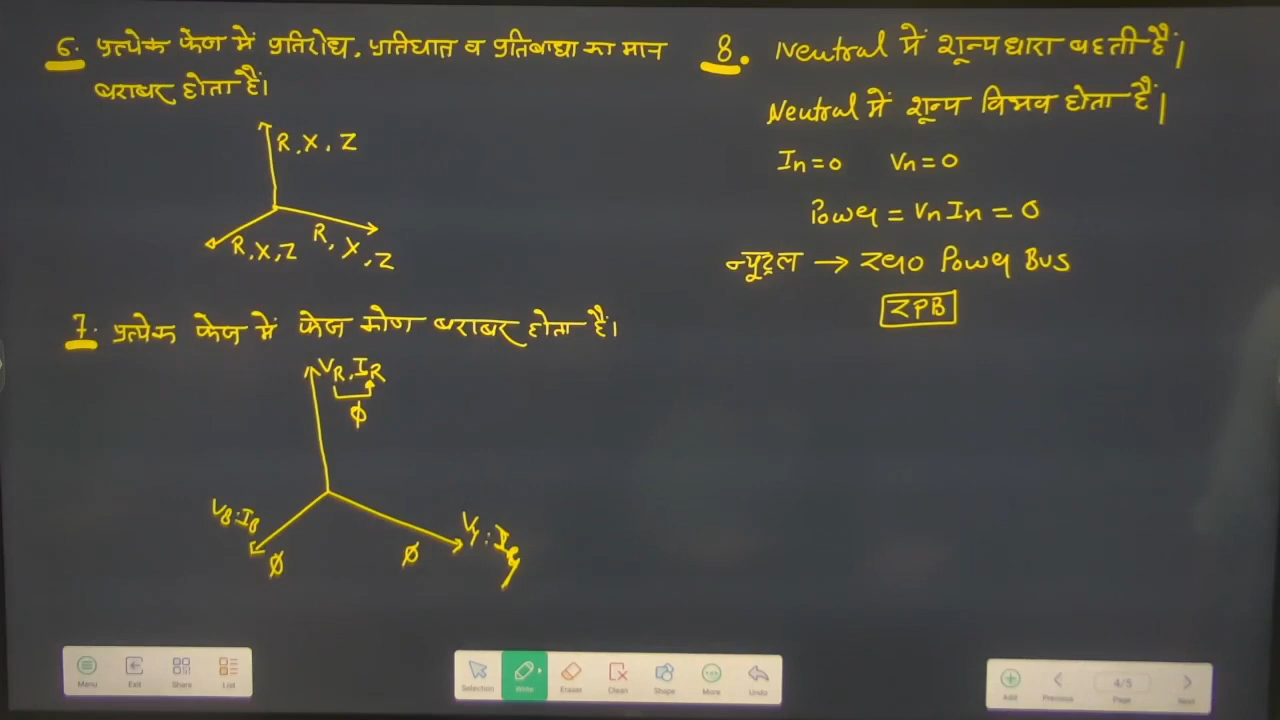 6. प्रत्येक फेज में प्रतिरोध, प्रतिघात व प्रतिबाधा का मान
बराबर होता हैं।
R, X, Z
R, X, Z
R, X, Z
7. प्रत्येक फेज में फेज कोण बराबर होता हैं।
VR, IR
ϕ
VB : IB
ϕ
VY : IY
ϕ
8. Neutral में शून्य धारा बहती हैं।
Neutral में शून्य विभव होता हैं।
In = 0 Vn = 0
Power = Vn In = 0
न्यूट्रल → Zero Power Bus
ZPB
Menu Exit Share List
Selection Write Eraser Clean Shape More Undo
Add Previous 4/5 Page Next